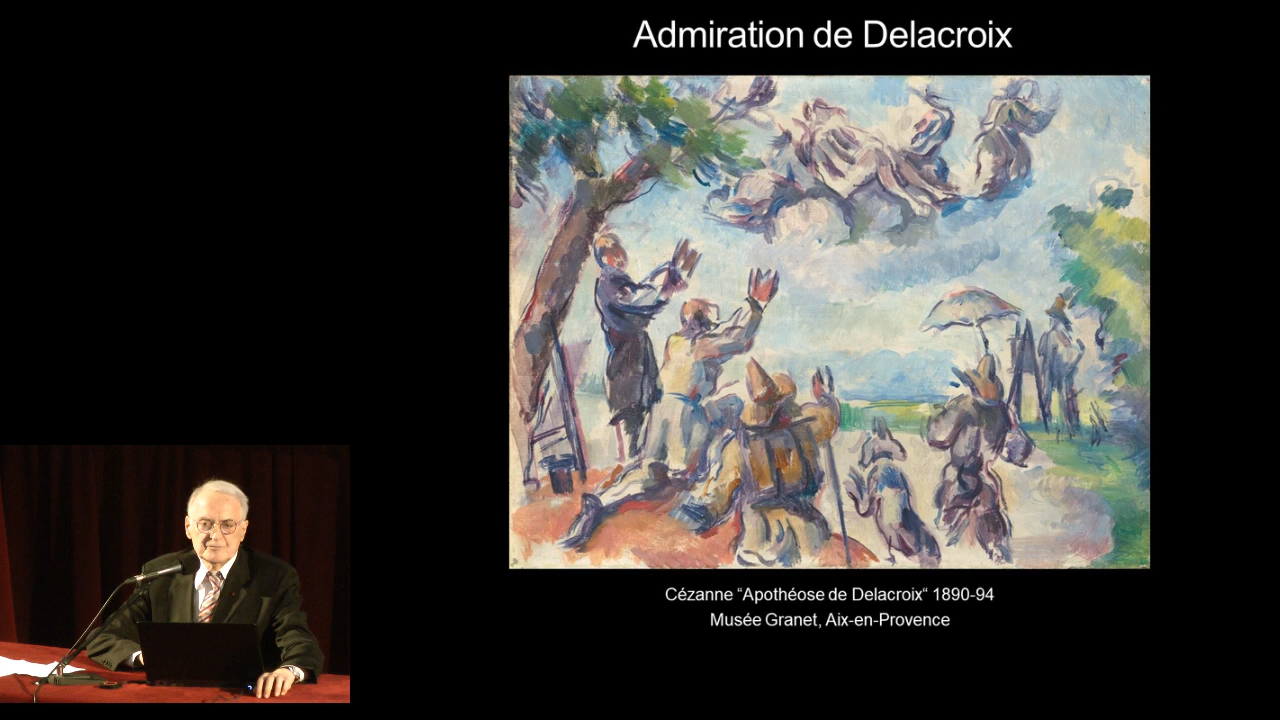 Admiration de Delacroix
Cézanne “Apothéose de Delacroix“ 1890-94
Musée Granet, Aix-en-Provence